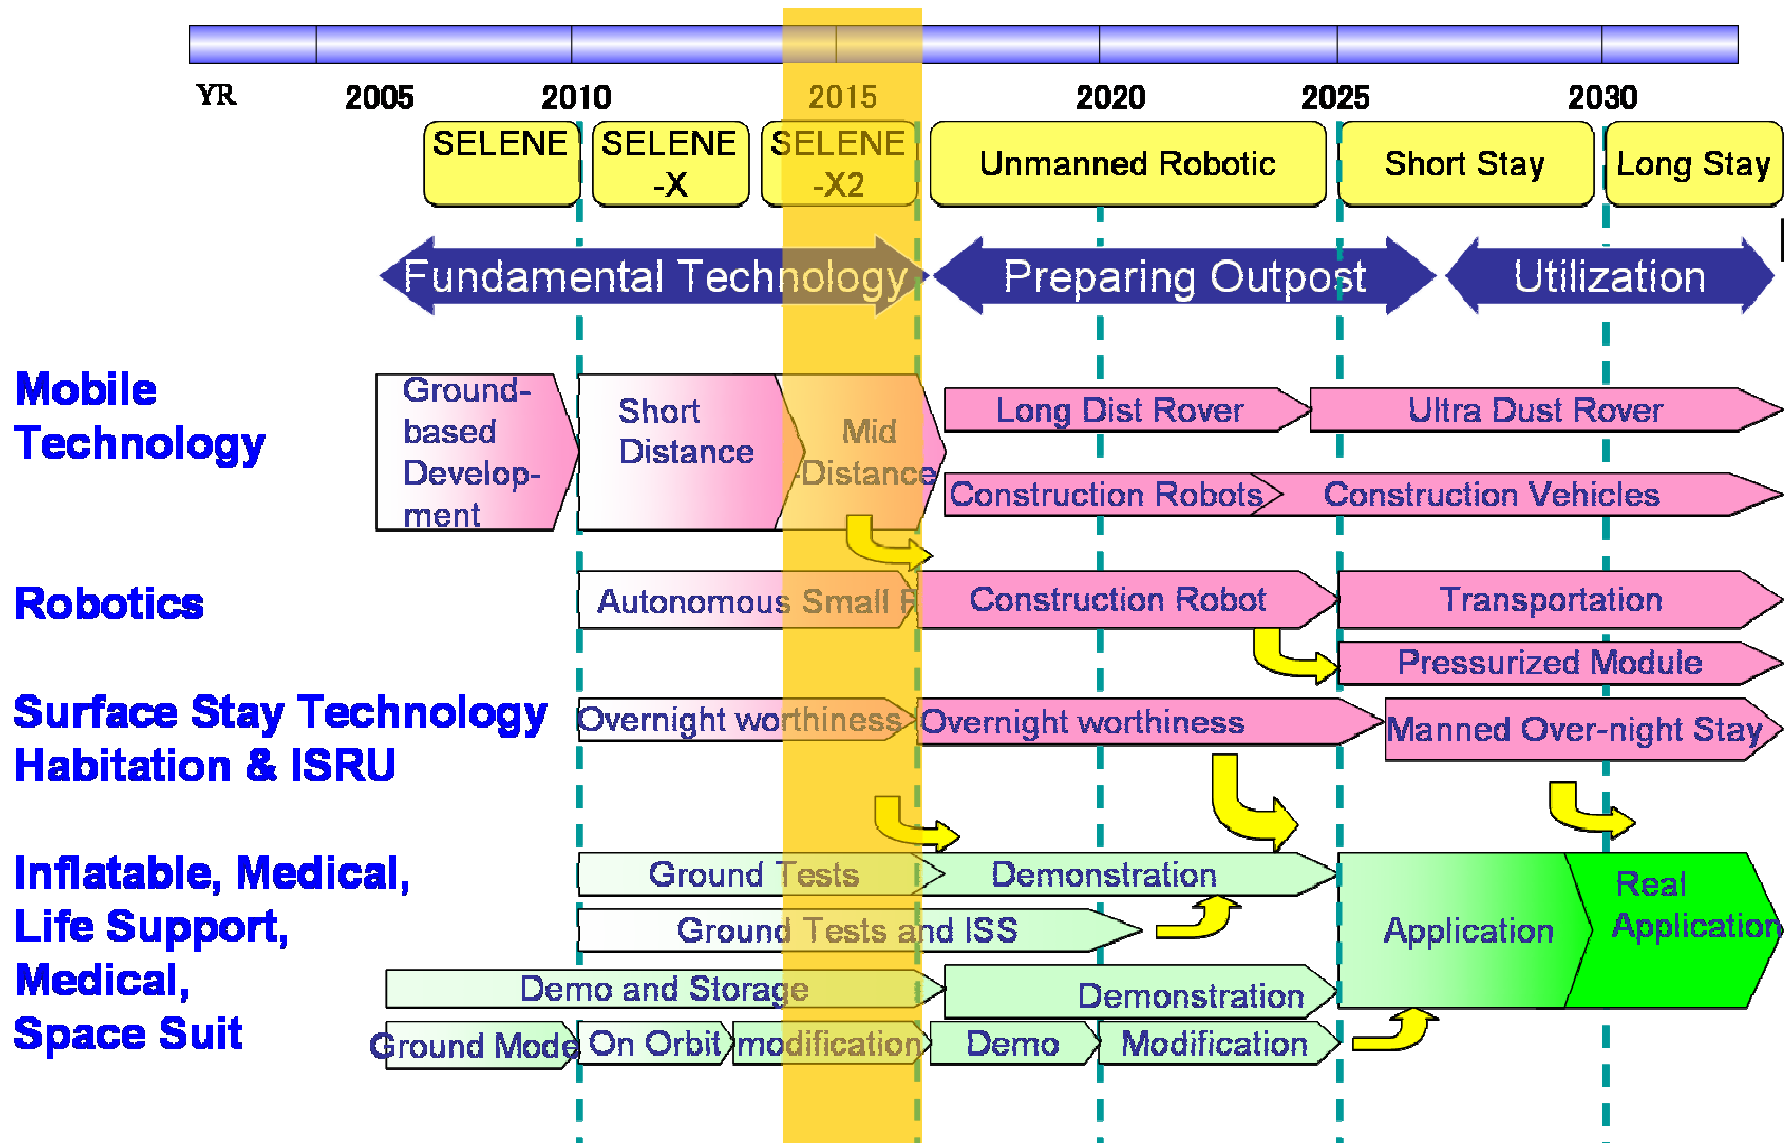 YR 2005 2010 2015 2020 2025 2030
SELENE
SELENE
-X
SELENE
-X2
Unmanned Robotic
Short Stay
Long Stay
Fundamental Technology
Preparing Outpost
Utilization
Mobile
Technology
Ground-
based
Develop-
ment
Short
Distance
Mid
-Distance
Long Dist Rover
Ultra Dust Rover
Construction Robots
Construction Vehicles
Robotics
Autonomous Small R
Construction Robot
Transportation
Pressurized Module
Surface Stay Technology
Habitation & ISRU
Overnight worthiness
Overnight worthiness
Manned Over-night Stay
Inflatable, Medical,
Life Support,
Medical,
Space Suit
Ground Tests
Demonstration
Ground Tests and ISS
Demo and Storage
Demonstration
Ground Mode
On Orbit
modification
Demo
Modification
Application
Real
Application